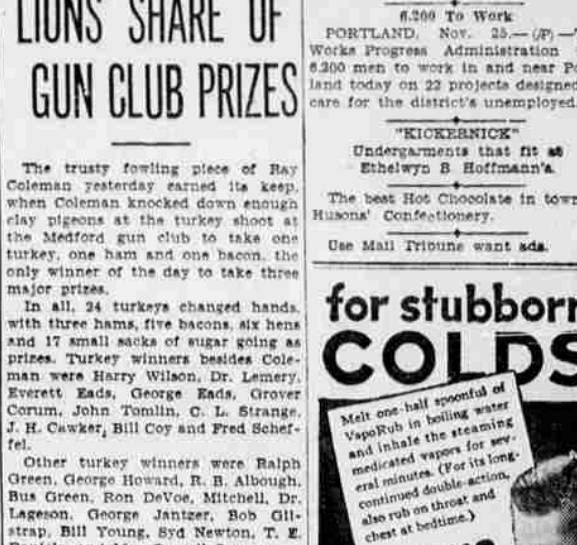 LIONS SHARE OF
GUN CLUB PRIZES
The trusty fowling piece of Ray
Coleman yesterday earned its keep,
when Coleman knocked down enough
clay pigeons at the turkey shoot at
the Medford gun club to take one
turkey, one ham and one bacon, the
only winner of the day to take three
major prizes.
In all, 24 turkeys changed hands,
with three hams, five bacons, six hens
and 17 small sacks of sugar going as
prizes. Turkey winners besides Cole-
man were Harry Wilson, Dr. Lemery,
Everett Eads, George Eads, Grover
Corum, John Tomlin, C. L. Strange,
J. H. Cawker, Bill Coy and Fred Schef-
fel.
Other turkey winners were Ralph
Green, George Howard, R. B. Albough,
Bus Green, Ron DeVoe, Mitchell, Dr.
Lageson, George Jantzer, Bob Gil-
strap, Bill Young, Syd Newton, T. E.
6,200 To Work
PORTLAND, Nov. 25.—(AP)—
Works Progress Administration
6,200 men to work in and near
land today on 22 projects designed
care for the district's unemployed.
"KICKERNICK"
Undergarments that fit at
Ethelwyn B. Hoffmann's.
The best Hot Chocolate in town
Husons' Confectionery.
Use Mail Tribune want ads.
for stubborn
COLDS
Melt one-half spoonful of
VapoRub in boiling water
and inhale the steaming
medicated vapors for sev-
eral minutes. (For its long-
continued double-action,
also rub on throat and
chest at bedtime.)